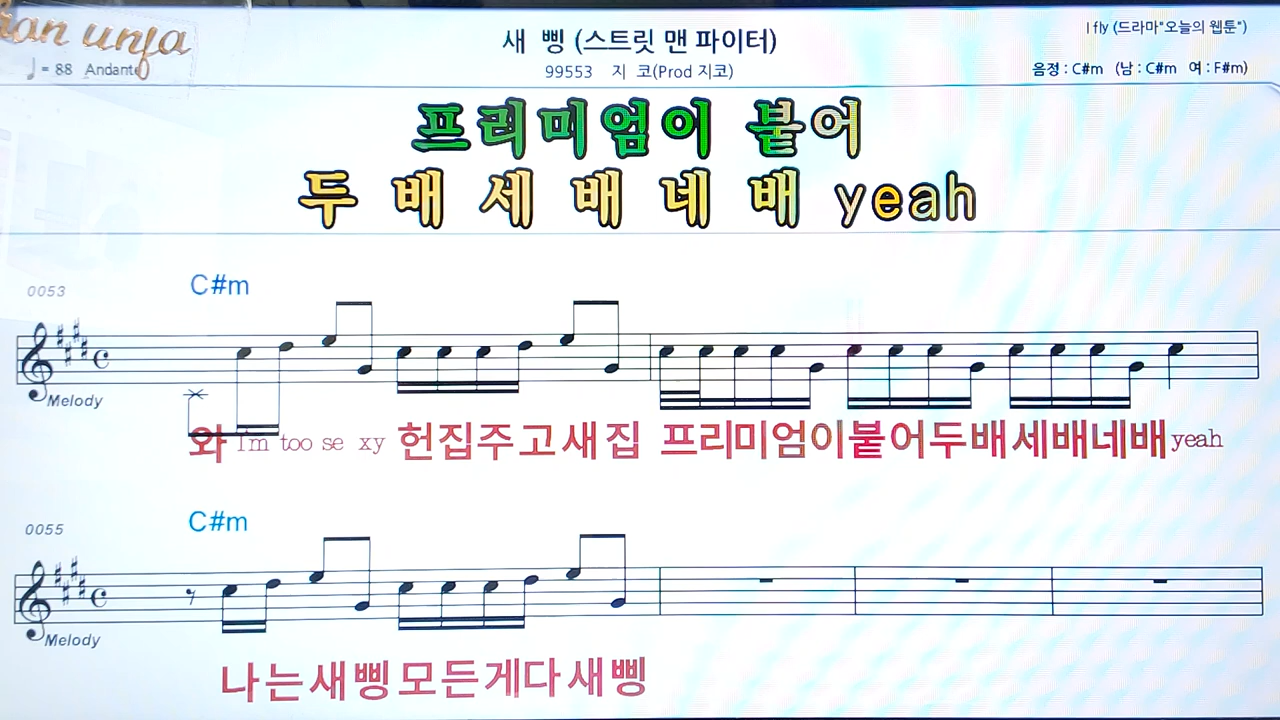 an unja
♩ = 88 Andante
새 삥 (스트릿 맨 파이터)
99553 지 코(Prod 지코)
I fly (드라마"오늘의 웹툰")
음정 : C#m (남 : C#m 여 : F#m)
프리미엄이 붙어
두 배 세 배 네 배 yeah
0053
C#m
Melody
와 I'm too se xy 헌집주고새집 프리미엄이붙어두배세배네배yeah
0055
C#m
Melody
나는새삥모든게다새삥